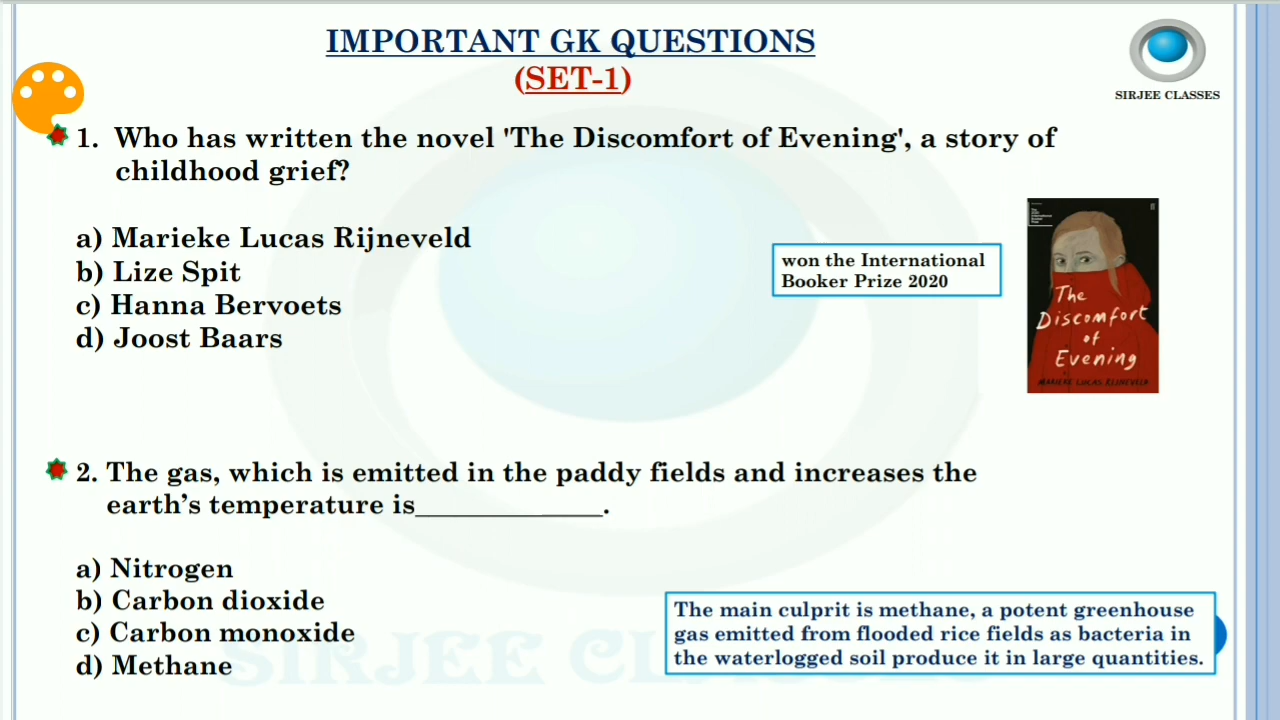 IMPORTANT GK QUESTIONS
(SET-1)
SIRJEE CLASSES
1. Who has written the novel 'The Discomfort of Evening', a story of
childhood grief?
a) Marieke Lucas Rijneveld
b) Lize Spit
c) Hanna Bervoets
d) Joost Baars
won the International
Booker Prize 2020
The
Discomfort
of
Evening
MARIEKE LUCAS RIJNEVELD
2. The gas, which is emitted in the paddy fields and increases the
earth’s temperature is_____________.
a) Nitrogen
b) Carbon dioxide
c) Carbon monoxide
d) Methane
The main culprit is methane, a potent greenhouse
gas emitted from flooded rice fields as bacteria in
the waterlogged soil produce it in large quantities.